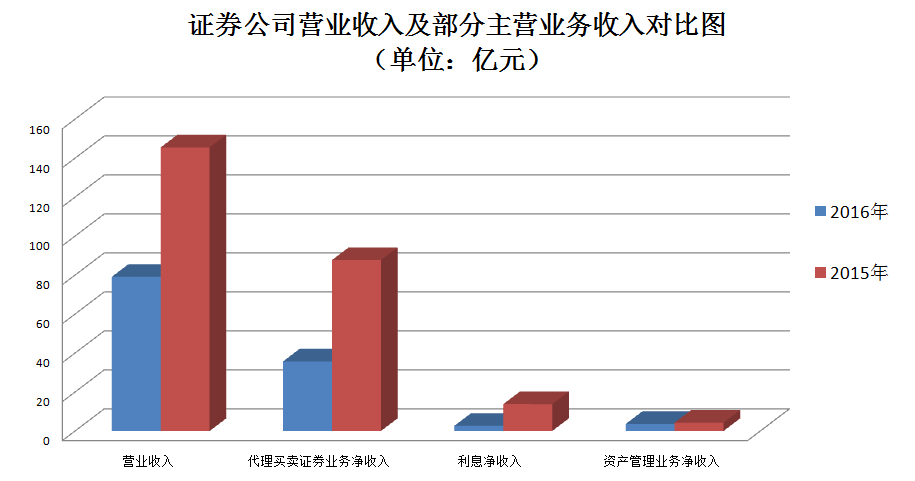 证券公司营业收入及部分主营业务收入对比图
（单位：亿元）
160
140
120
100
80
60
40
20
0
营业收入
代理买卖证券业务净收入
利息净收入
资产管理业务净收入
2016年
2015年